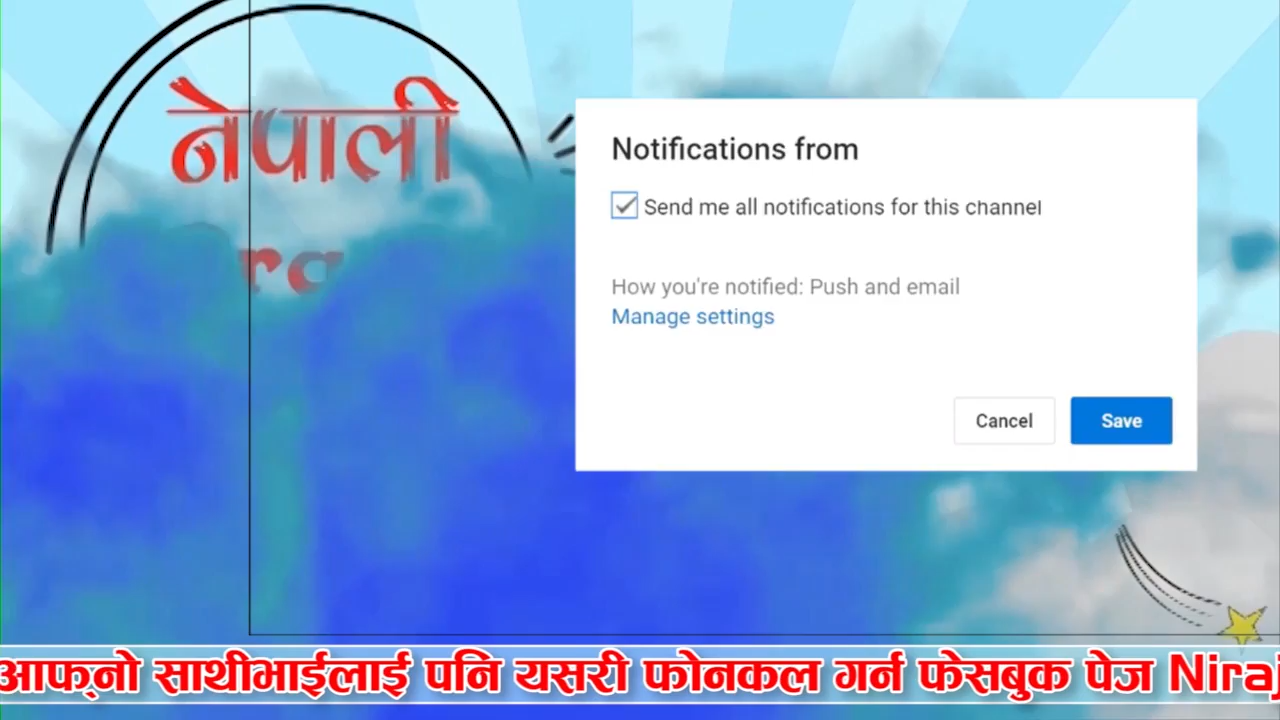 नेपाली
Notifications from
Send me all notifications for this channel
How you're notified: Push and email
Manage settings
Cancel Save
आफ्नो साथीभाईलाई पनि यसरी फोनकल गर्न फेसबुक पेज Niraj